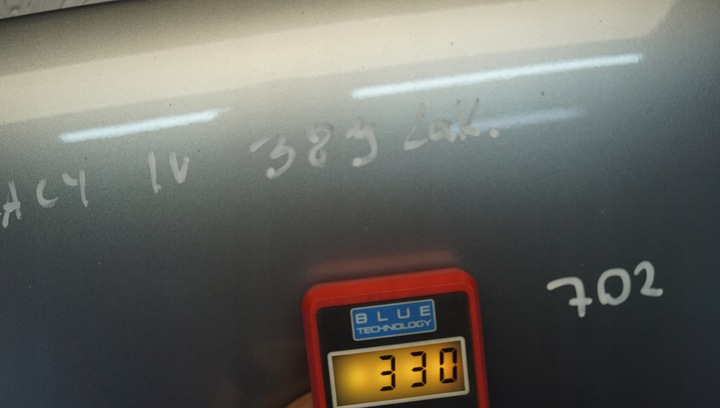 ACY IV 389 Lak.
702
BLUE
TECHNOLOGY
330